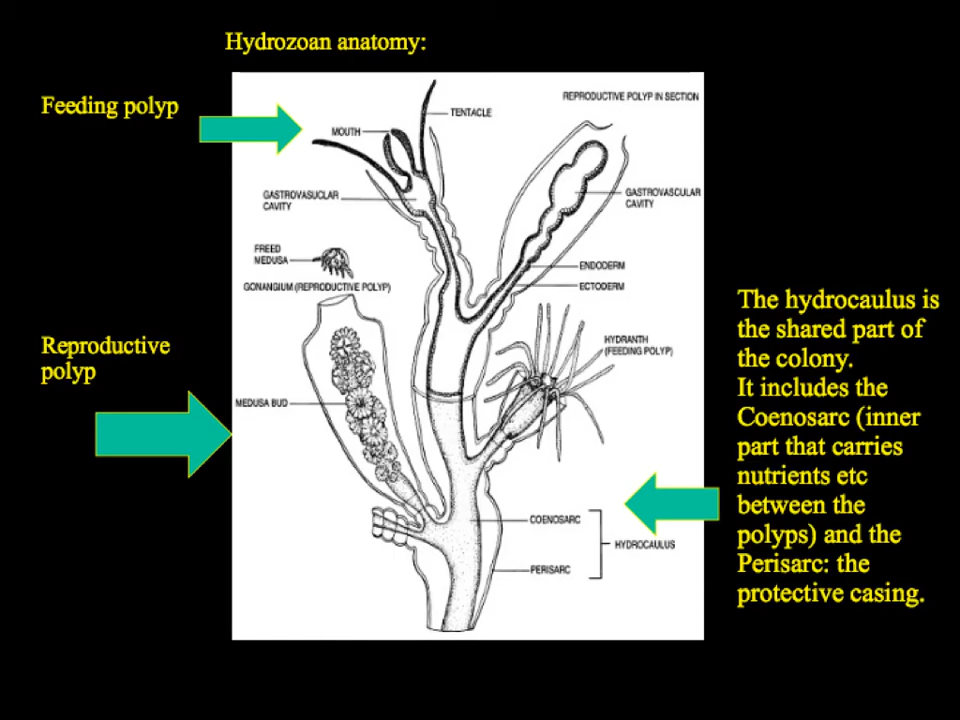 Hydrozoan anatomy:
Feeding polyp
REPRODUCTIVE POLYP IN SECTION
TENTACLE
MOUTH
GASTROVASUCLAR
CAVITY
GASTROVASCULAR
CAVITY
FREED
MEDUSA
ENDODERM
ECTODERM
GONANGIUM (REPRODUCTIVE POLYP)
HYDRANTH
(FEEDING POLYP)
Reproductive
polyp
MEDUSA BUD
COENOSARC
HYDROCAULUS
PERISARC
The hydrocaulus is
the shared part of
the colony.
It includes the
Coenosarc (inner
part that carries
nutrients etc
between the
polyps) and the
Perisarc: the
protective casing.